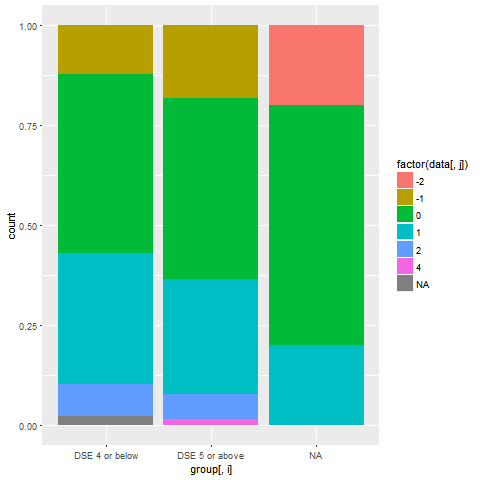 1.00
0.75
0.50
0.25
0.00
count
DSE 4 or below
DSE 5 or above
NA
group[, i]
factor(data[, j])
-2
-1
0
1
2
4
NA